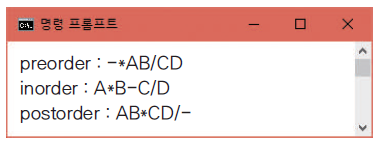 명령 프롬프트
preorder : -*AB/CD
inorder : A*B-C/D
postorder : AB*CD/-